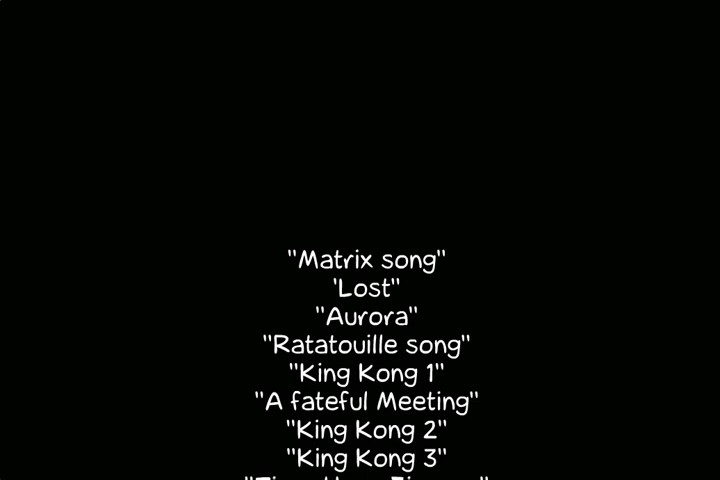 "Matrix song"
'Lost"
"Aurora"
"Ratatouille song"
"King Kong 1"
"A fateful Meeting"
"King Kong 2"
"King Kong 3"